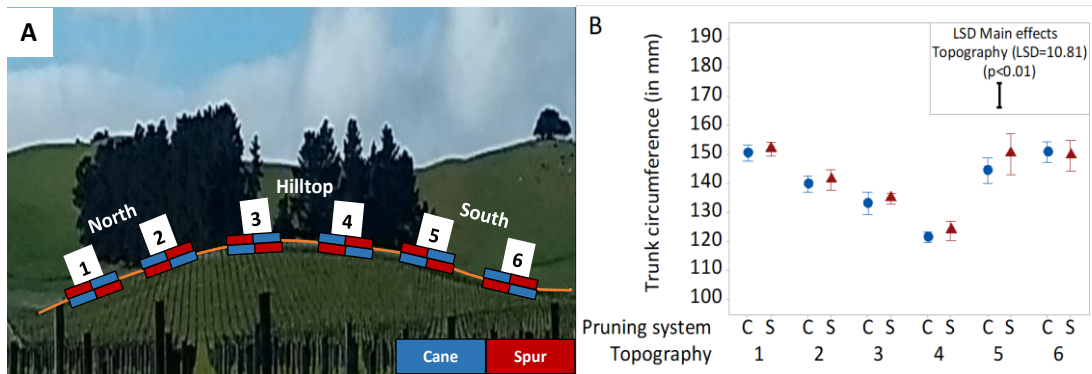 A
North
Hilltop
South
1
2
3
4
5
6
Cane
Spur
B
LSD Main effects
Topography (LSD=10.81)
(p<0.01)
Trunk circumference (in mm)
190
180
170
160
150
140
130
120
110
100
Pruning system C S C S C S C S C S C S
Topography 1 2 3 4 5 6